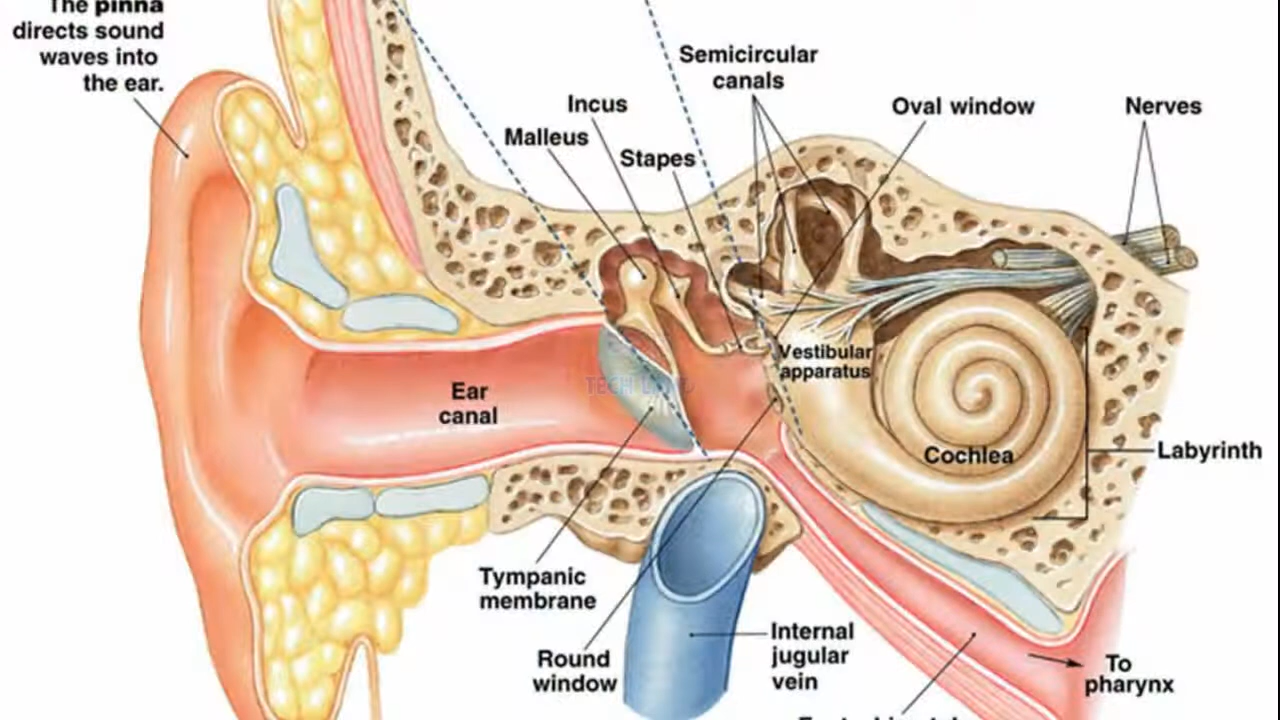 The pinna
directs sound
waves into
the ear.
Semicircular
canals
Incus
Malleus
Stapes
Oval window
Nerves
Vestibular
apparatus
Ear
canal
Cochlea
Labyrinth
Tympanic
membrane
Round
window
Internal
jugular
vein
To
pharynx